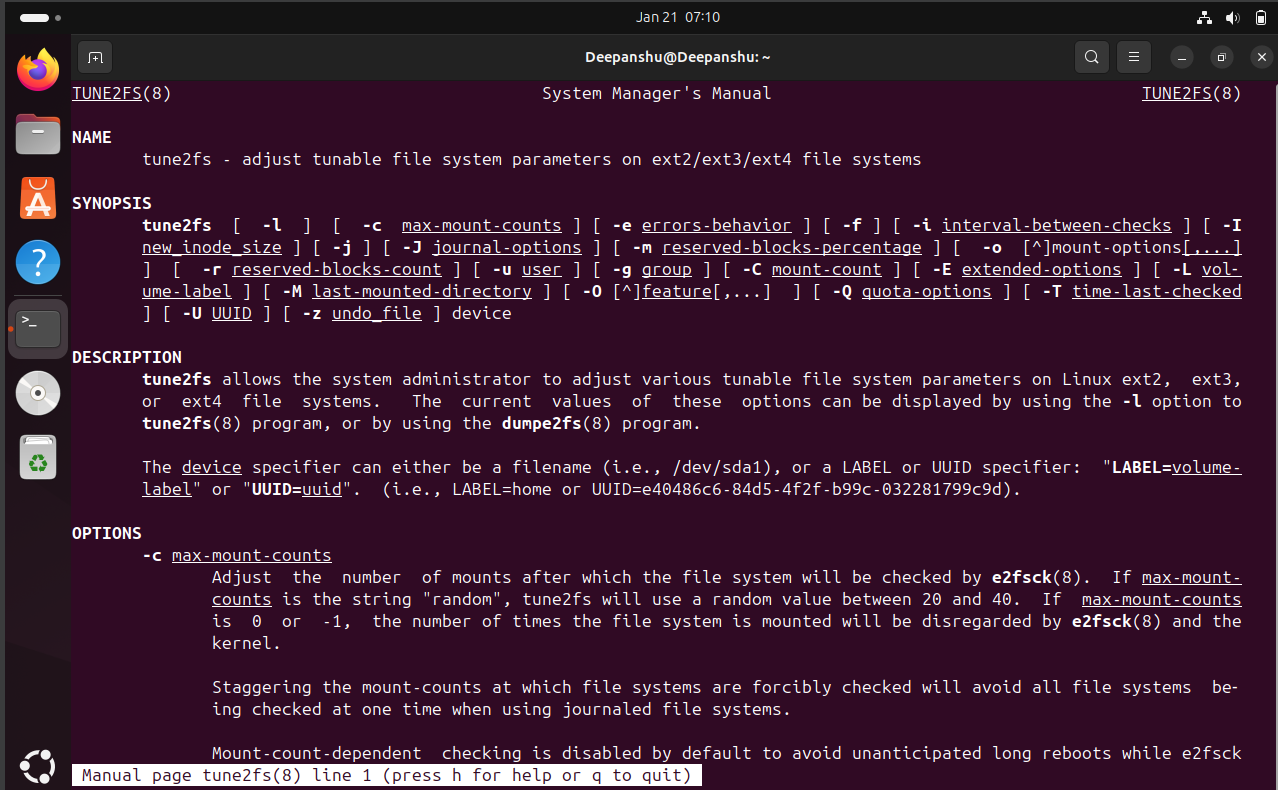 Jan 21 07:10
Deepanshu@Deepanshu: ~
TUNE2FS(8) System Manager's Manual TUNE2FS(8)
NAME
tune2fs - adjust tunable file system parameters on ext2/ext3/ext4 file systems
SYNOPSIS
tune2fs [ -l ] [ -c max-mount-counts ] [ -e errors-behavior ] [ -f ] [ -i interval-between-checks ] [ -I
new_inode_size ] [ -j ] [ -J journal-options ] [ -m reserved-blocks-percentage ] [ -o [^]mount-options[,...]
] [ -r reserved-blocks-count ] [ -u user ] [ -g group ] [ -C mount-count ] [ -E extended-options ] [ -L vol-
ume-label ] [ -M last-mounted-directory ] [ -O [^]feature[,...] ] [ -Q quota-options ] [ -T time-last-checked
] [ -U UUID ] [ -z undo_file ] device
DESCRIPTION
tune2fs allows the system administrator to adjust various tunable file system parameters on Linux ext2, ext3,
or ext4 file systems. The current values of these options can be displayed by using the -l option to
tune2fs(8) program, or by using the dumpe2fs(8) program.
The device specifier can either be a filename (i.e., /dev/sda1), or a LABEL or UUID specifier: "LABEL=volume-
label" or "UUID=uuid". (i.e., LABEL=home or UUID=e40486c6-84d5-4f2f-b99c-032281799c9d).
OPTIONS
-c max-mount-counts
Adjust the number of mounts after which the file system will be checked by e2fsck(8). If max-mount-
counts is the string "random", tune2fs will use a random value between 20 and 40. If max-mount-counts
is 0 or -1, the number of times the file system is mounted will be disregarded by e2fsck(8) and the
kernel.
Staggering the mount-counts at which file systems are forcibly checked will avoid all file systems be-
ing checked at one time when using journaled file systems.
Mount-count-dependent checking is disabled by default to avoid unanticipated long reboots while e2fsck
Manual page tune2fs(8) line 1 (press h for help or q to quit)